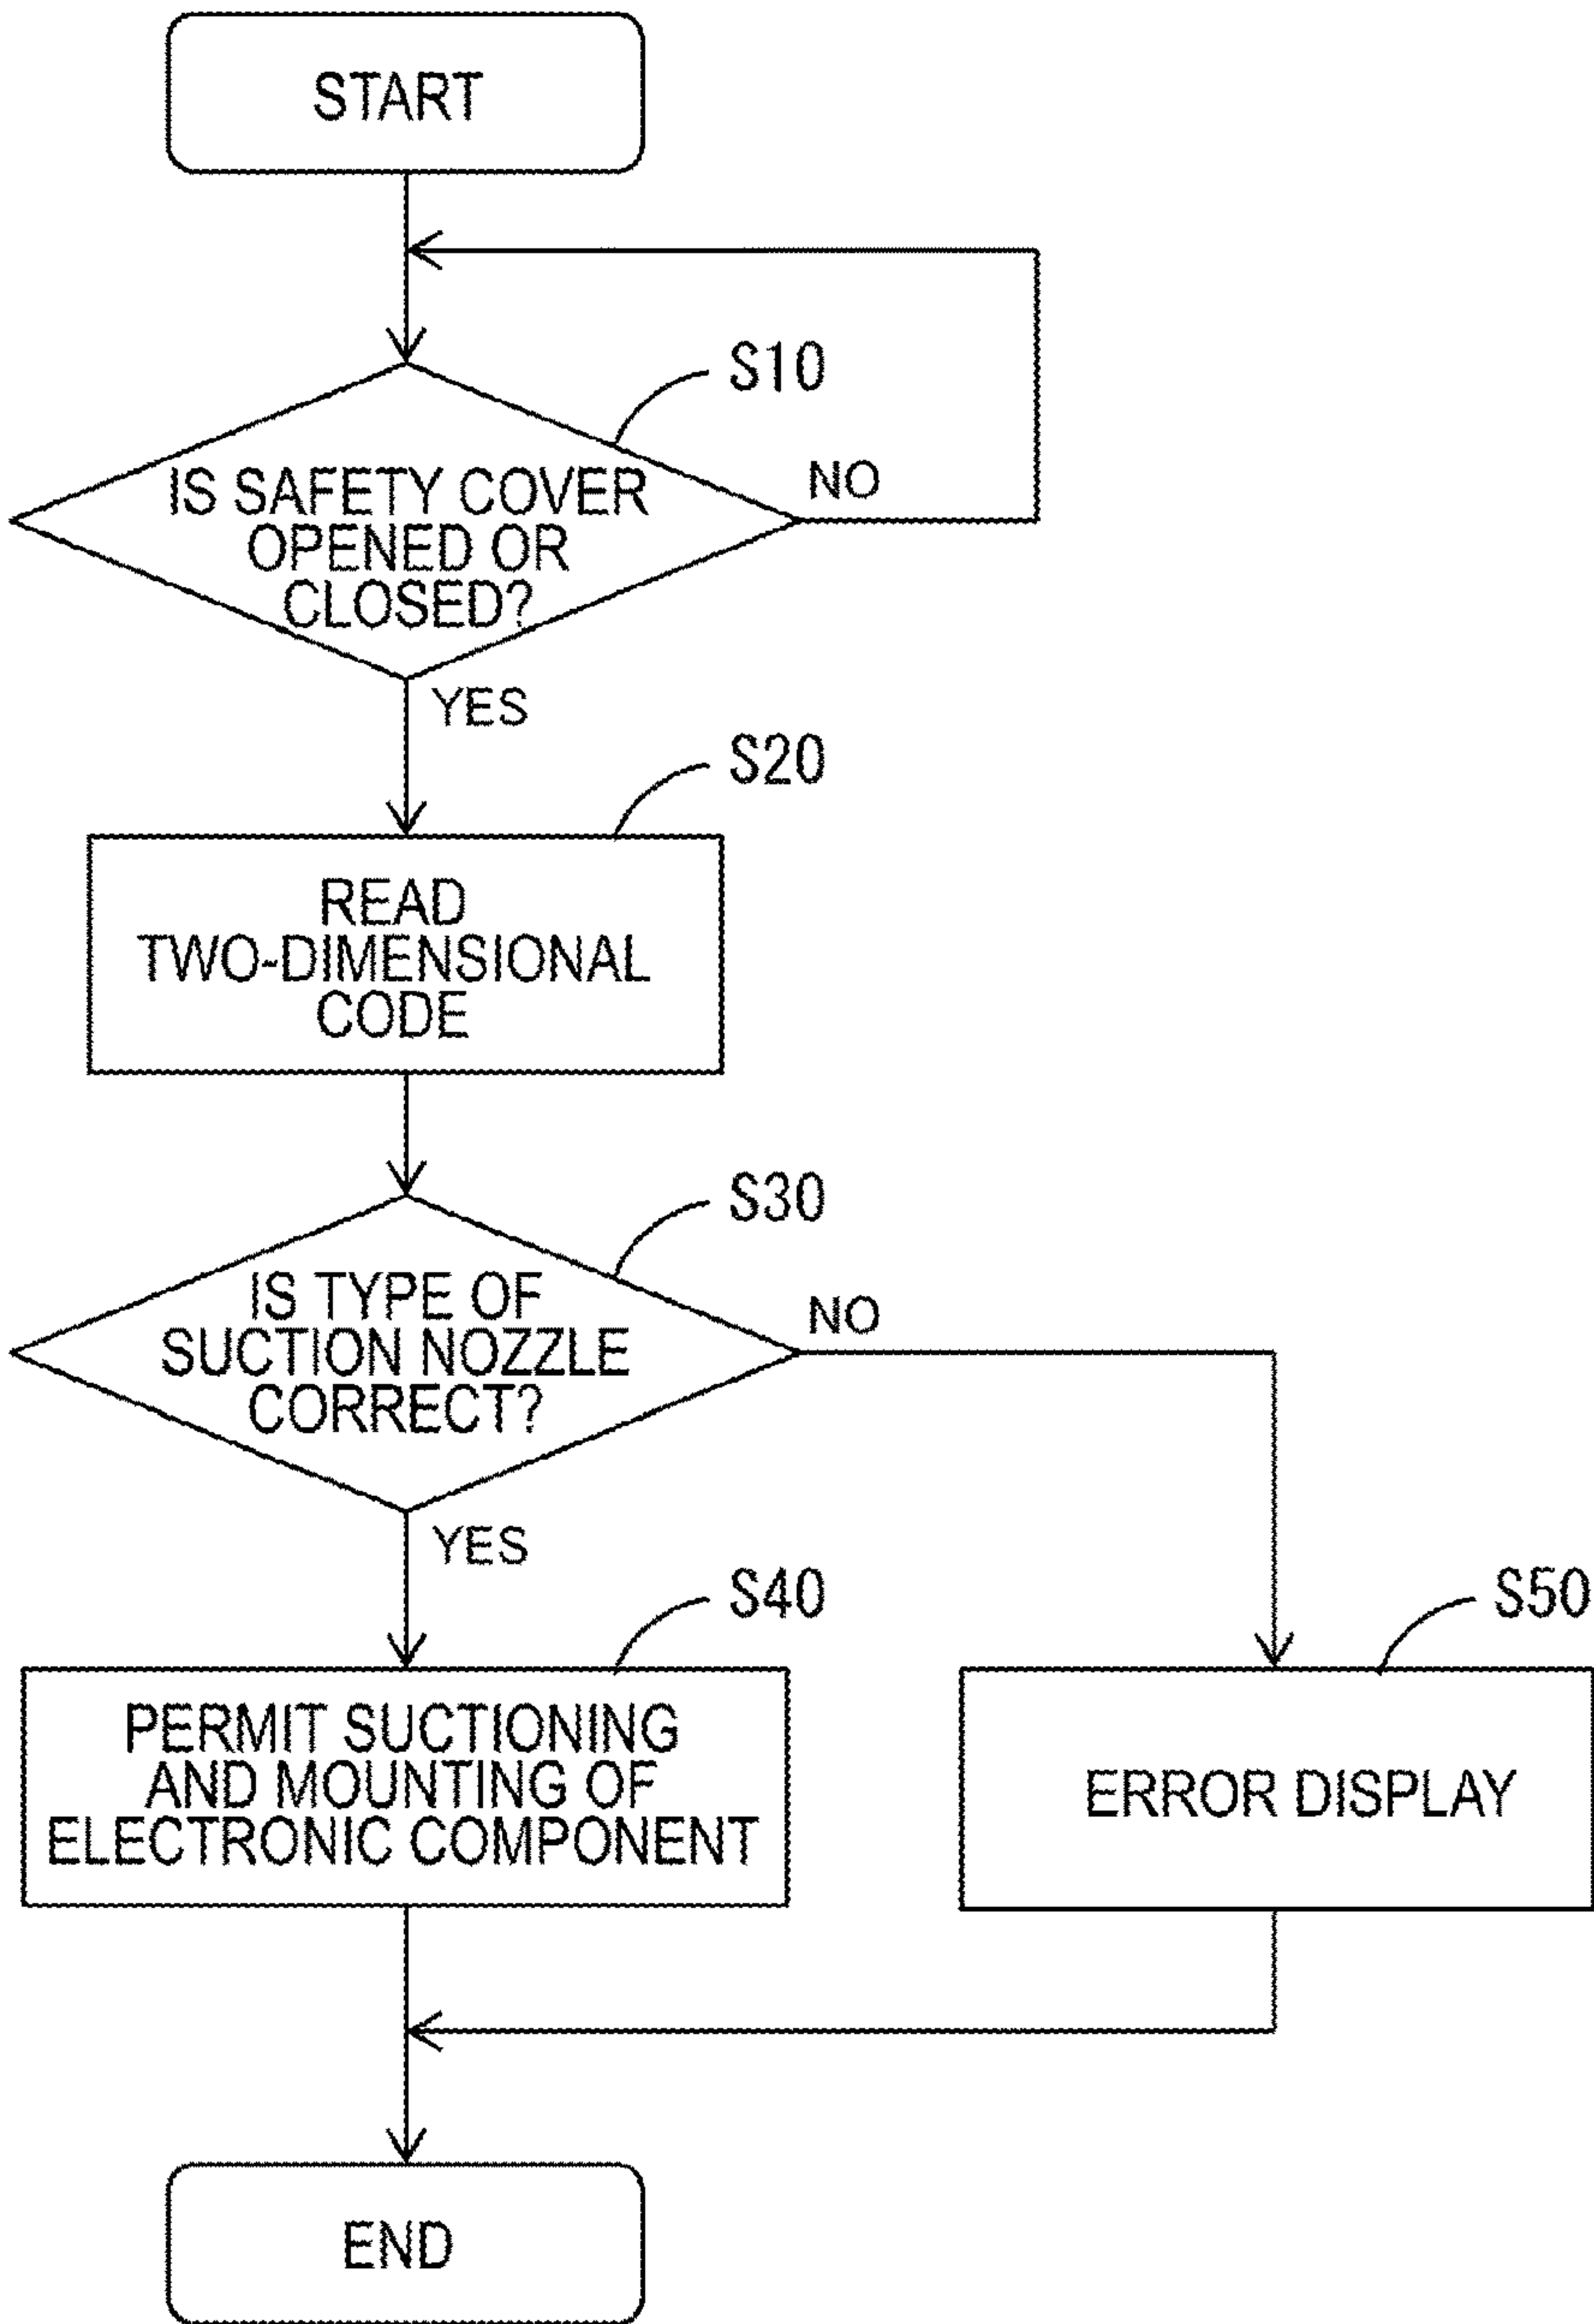 START
S10
IS SAFETY COVER
OPENED OR
CLOSED?
NO
YES
S20
READ
TWO-DIMENSIONAL
CODE
S30
IS TYPE OF
SUCTION NOZZLE
CORRECT?
NO
YES
S40
PERMIT SUCTIONING
AND MOUNTING OF
ELECTRONIC COMPONENT
S50
ERROR DISPLAY
END